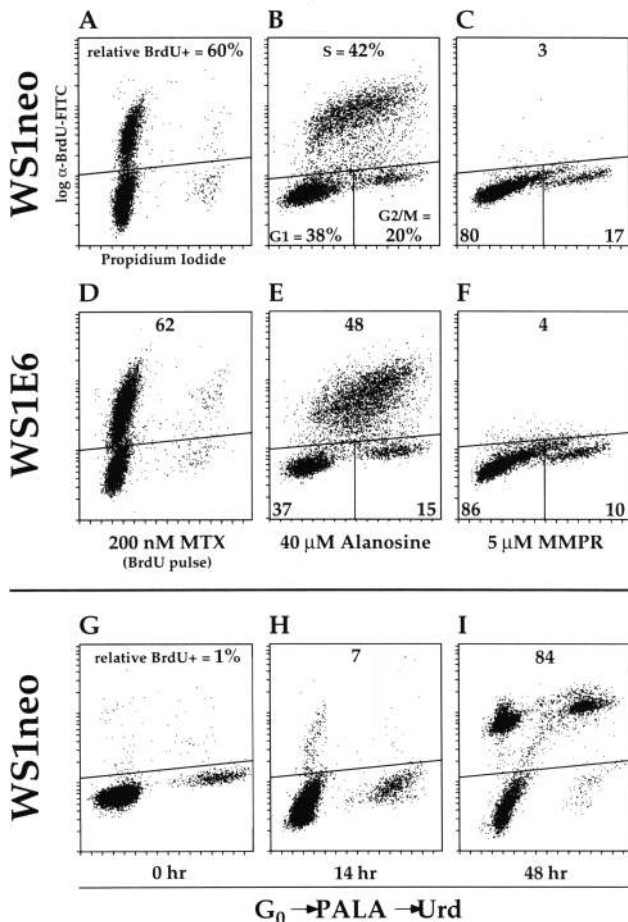 A
B
C
WS1neo
log α-BrdU-FITC
relative BrdU+ = 60%
S = 42%
3
G1 = 38%
G2/M = 20%
80
17
Propidium Iodide
D
E
F
WS1E6
62
48
4
37
15
86
10
200 nM MTX
(BrdU pulse)
40 μM Alanosine
5 μM MMPR
G
H
I
WS1neo
relative BrdU+ = 1%
7
84
0 hr
14 hr
48 hr
G₀ →PALA →Urd